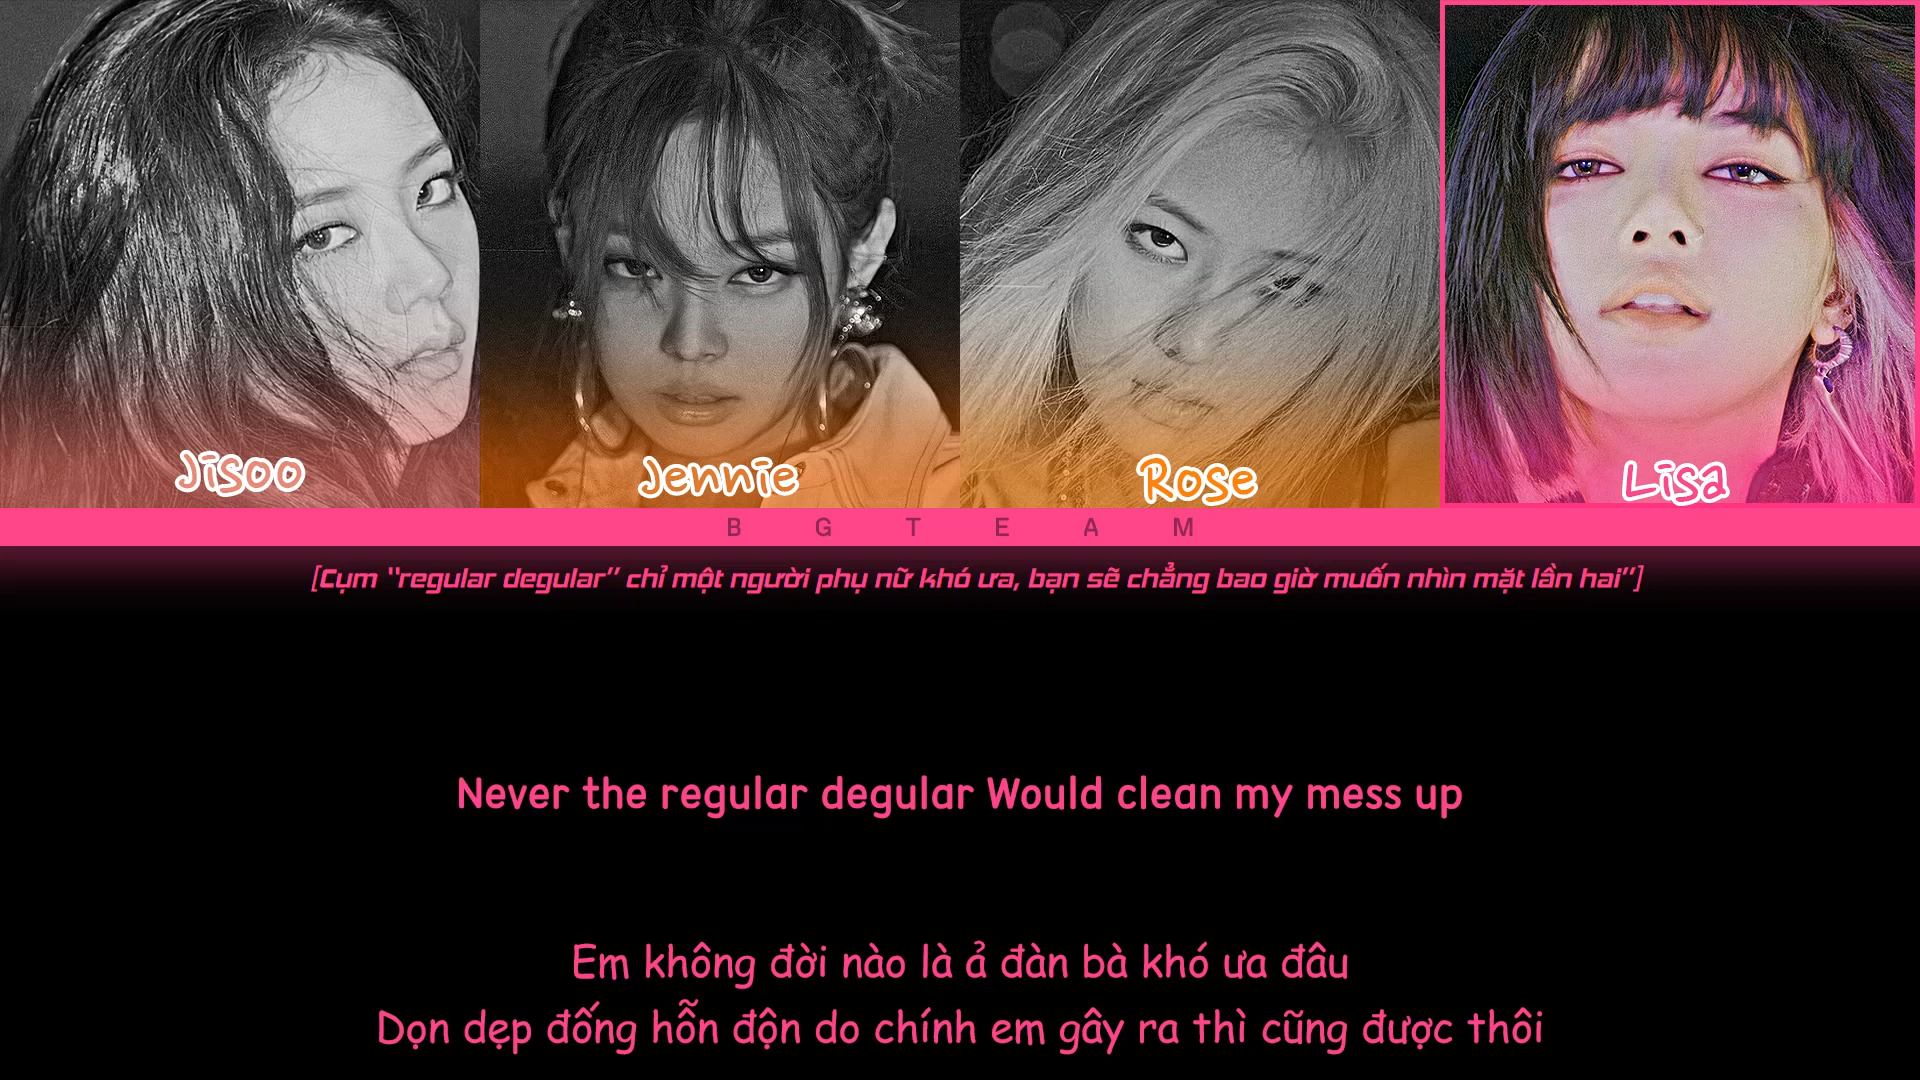 Jisoo
Jennie
Rose
Lisa
B G T E A M
[Cụm "regular degular" chỉ một người phụ nữ khó ưa, bạn sẽ chẳng bao giờ muốn nhìn mặt lần hai"]
Never the regular degular Would clean my mess up
Em không đời nào là ả đàn bà khó ưa đâu
Dọn dẹp đống hỗn độn do chính em gây ra thì cũng được thôi